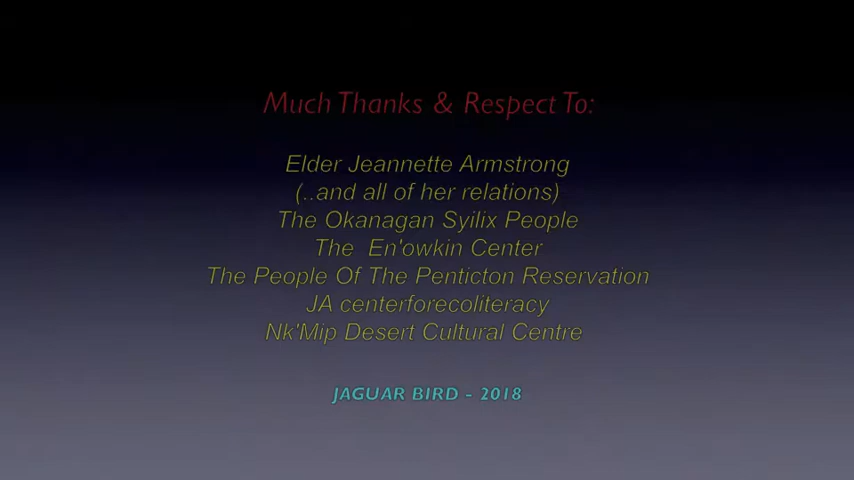 Much Thanks & Respect To:
Elder Jeannette Armstrong
(..and all of her relations)
The Okanagan Syilix People
The En'owkin Center
The People Of The Penticton Reservation
JA centerforecoliteracy
Nk'Mip Desert Cultural Centre
JAGUAR BIRD - 2018